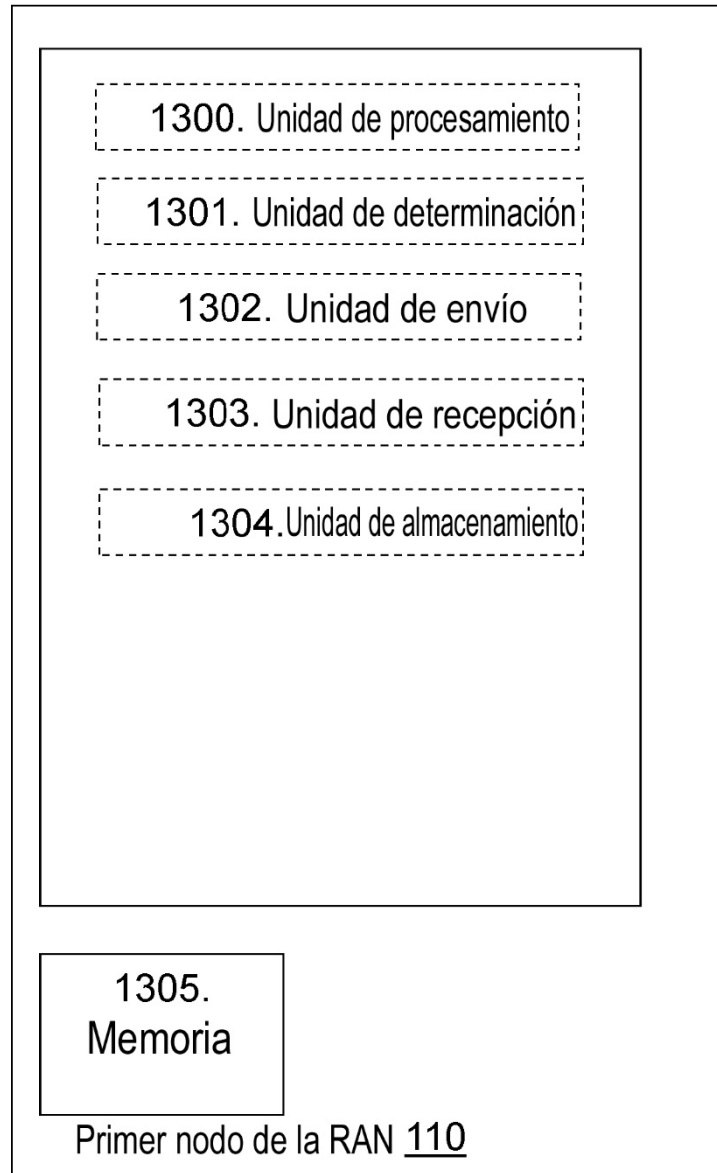 1300. Unidad de procesamiento
1301. Unidad de determinación
1302. Unidad de envío
1303. Unidad de recepción
1304.Unidad de almacenamiento
1305.
Memoria
Primer nodo de la RAN 110